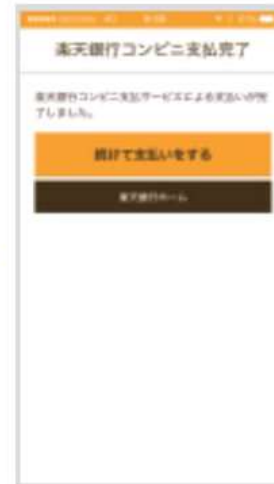 楽天銀行コンビニ支払完了
楽天銀行コンビニ支払サービスによる支払いが完
了しました。
続けて支払いをする
楽天銀行ホーム